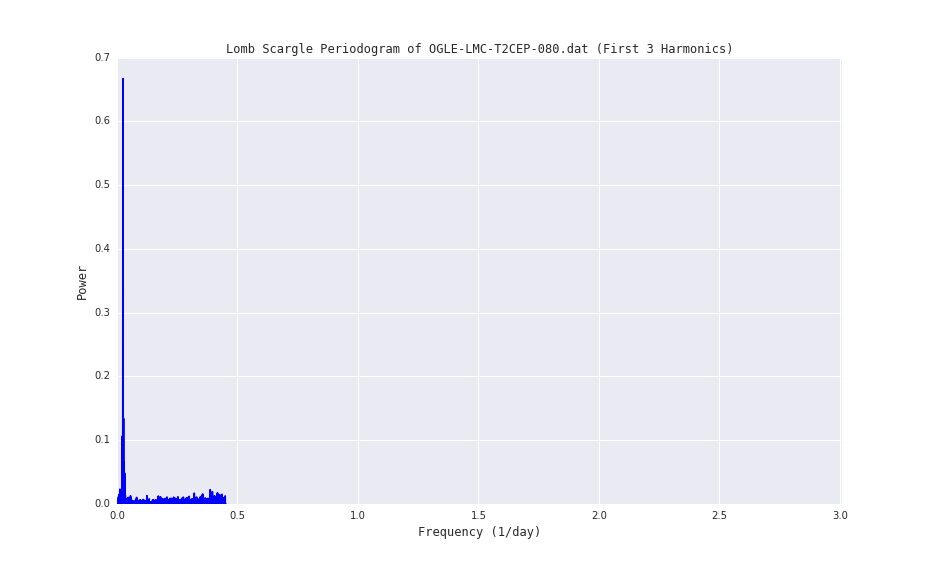 Lomb Scargle Periodogram of OGLE-LMC-T2CEP-080.dat (First 3 Harmonics)
0.7
0.6
0.5
0.4
0.3
0.2
0.1
0.0
Power
0.0 0.5 1.0 1.5 2.0 2.5 3.0
Frequency (1/day)